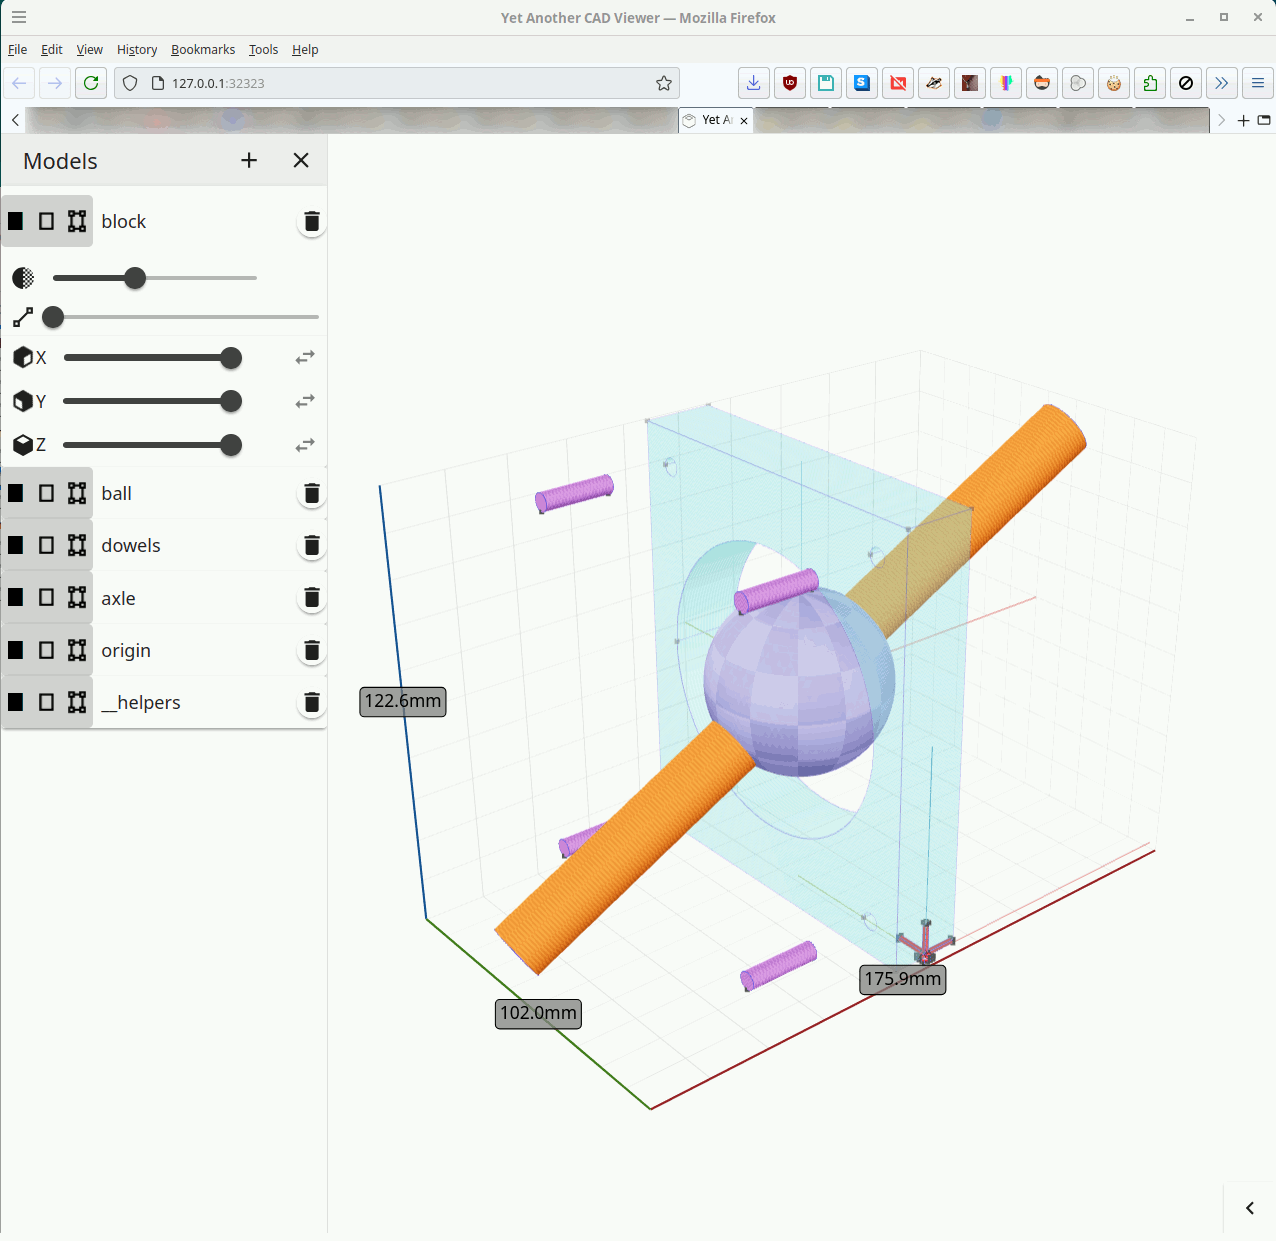 Yet Another CAD Viewer — Mozilla Firefox
File Edit View History Bookmarks Tools Help
127.0.0.1:32323
Yet A
Models
block
X
Y
Z
ball
dowels
axle
origin
__helpers
122.6mm
175.9mm
102.0mm